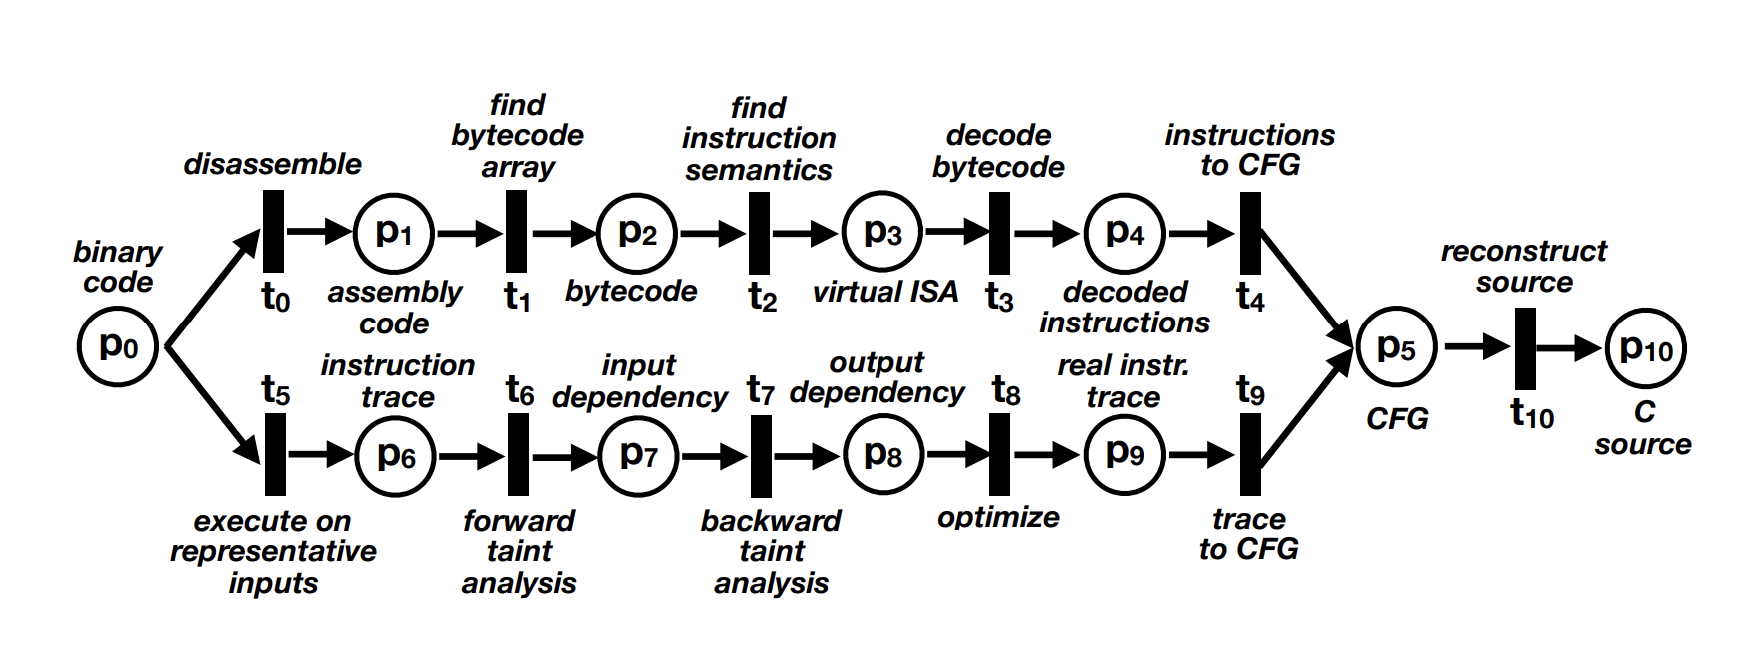 find
bytecode
array
find
instruction
semantics
decode
bytecode
instructions
to CFG
disassemble
binary
code
p0
p1
p2
p3
p4
t0
assembly
code
t1
bytecode
t2
virtual ISA
t3
decoded
instructions
t4
reconstruct
source
p5
CFG
t10
p10
C
source
t5
instruction
trace
t6
input
dependency
t7
output
dependency
t8
real instr.
trace
t9
p6
p7
p8
p9
execute on
representative
inputs
forward
taint
analysis
backward
taint
analysis
optimize
trace
to CFG